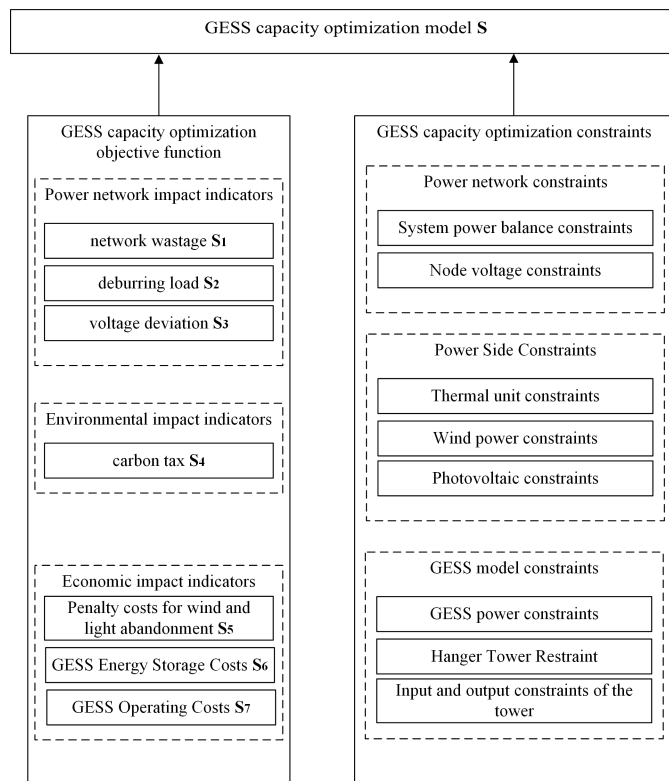 GESS capacity optimization model S
GESS capacity optimization
objective function
Power network impact indicators
network wastage S1
deburring load S2
voltage deviation S3
Environmental impact indicators
carbon tax S4
Economic impact indicators
Penalty costs for wind and
light abandonment S5
GESS Energy Storage Costs S6
GESS Operating Costs S7
GESS capacity optimization constraints
Power network constraints
System power balance constraints
Node voltage constraints
Power Side Constraints
Thermal unit constraints
Wind power constraints
Photovoltaic constraints
GESS model constraints
GESS power constraints
Hanger Tower Restraint
Input and output constraints of the
tower